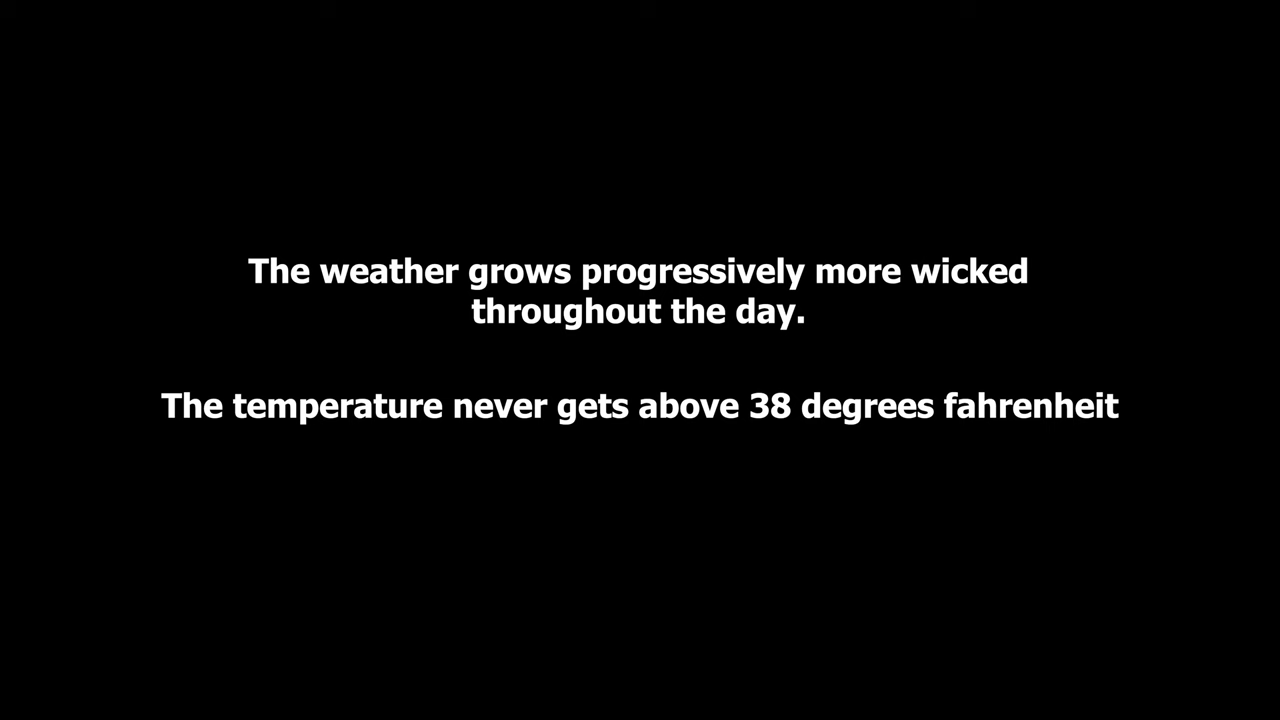 The weather grows progressively more wicked
throughout the day.
The temperature never gets above 38 degrees fahrenheit